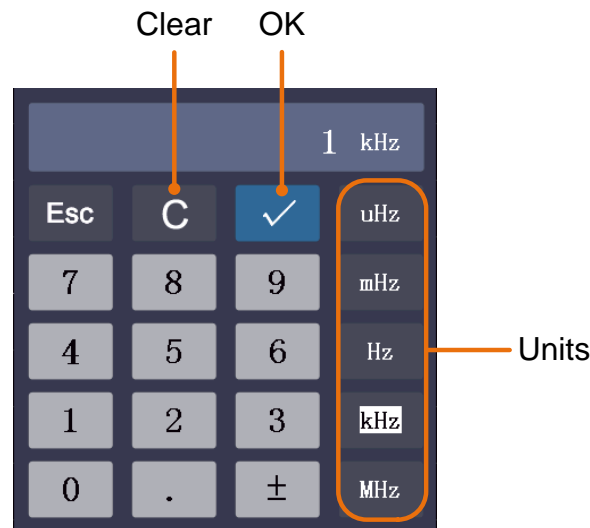 Clear OK
1 kHz
Esc C ✓ uHz
7 8 9 mHz
4 5 6 Hz
Units
1 2 3 kHz
0 . ± MHz